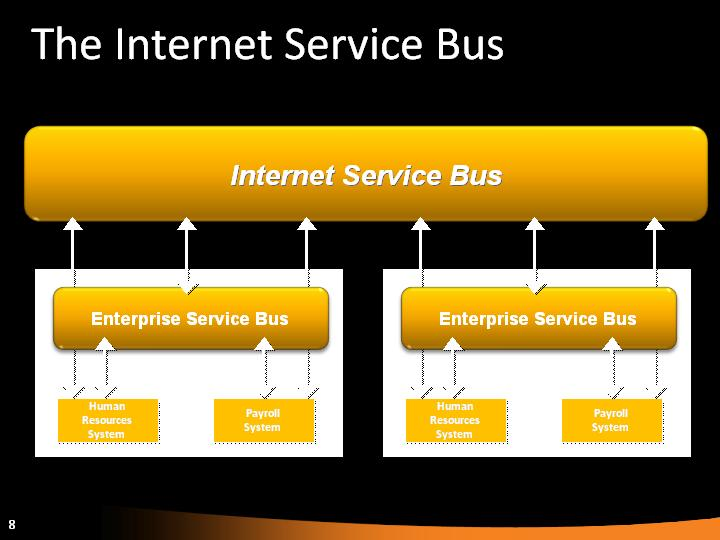 The Internet Service Bus
Internet Service Bus
Enterprise Service Bus
Human
Resources
System
Payroll
System
Enterprise Service Bus
Human
Resources
System
Payroll
System
8